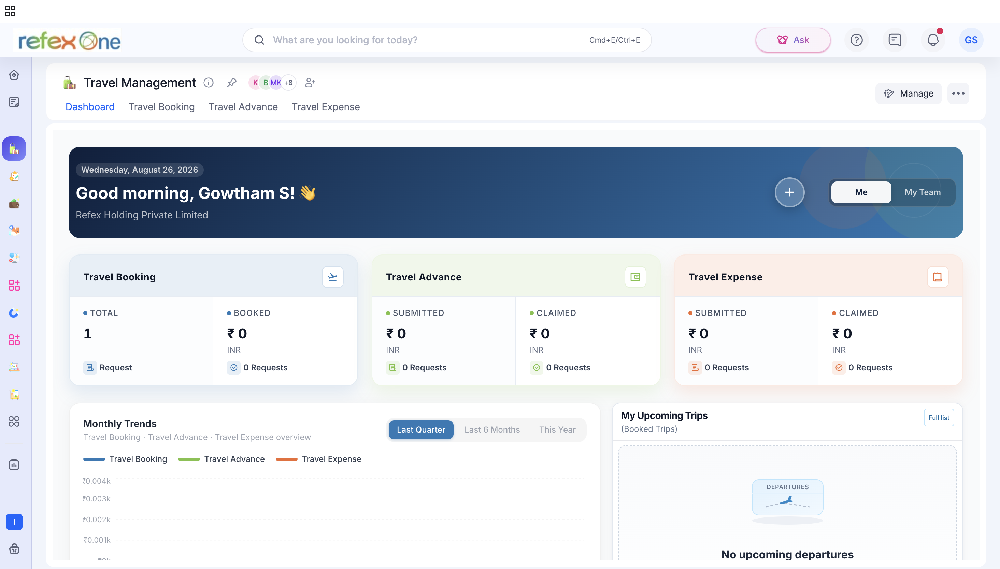 refex One
What are you looking for today?
Cmd+E/Ctrl+E
Ask
GS
Travel Management
K B MK +8
Manage
Dashboard Travel Booking Travel Advance Travel Expense
Wednesday, August 26, 2026
Good morning, Gowtham S! 👋
Refex Holding Private Limited
Me
My Team
Travel Booking
TOTAL
1
Request
BOOKED
₹ 0
INR
0 Requests
Travel Advance
SUBMITTED
₹ 0
INR
0 Requests
CLAIMED
₹ 0
INR
0 Requests
Travel Expense
SUBMITTED
₹ 0
INR
0 Requests
CLAIMED
₹ 0
INR
0 Requests
Monthly Trends
Travel Booking · Travel Advance · Travel Expense overview
Last Quarter Last 6 Months This Year
Travel Booking Travel Advance Travel Expense
₹0.004k
₹0.003k
₹0.002k
₹0.001k
My Upcoming Trips
(Booked Trips)
Full list
DEPARTURES
No upcoming departures